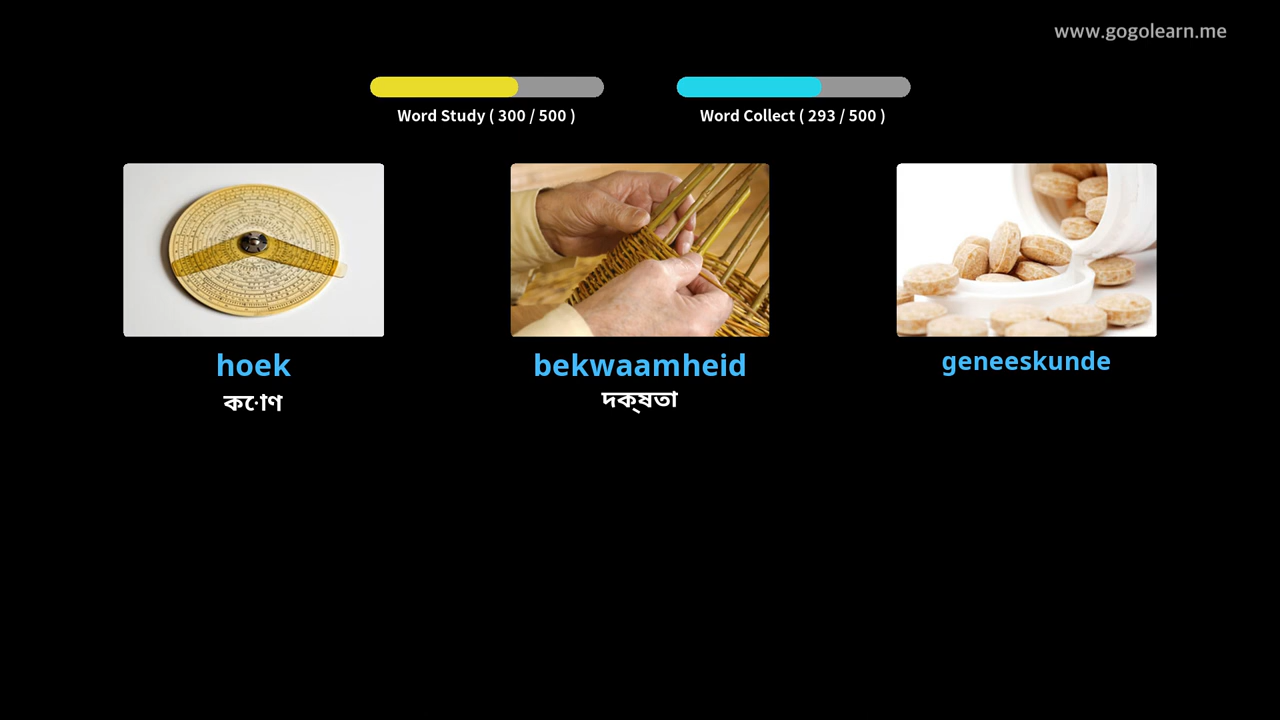 www.gogolearn.me
Word Study ( 300 / 500 )
Word Collect ( 293 / 500 )
hoek
bekwaamheid
geneeskunde
কোণ
দক্ষতা